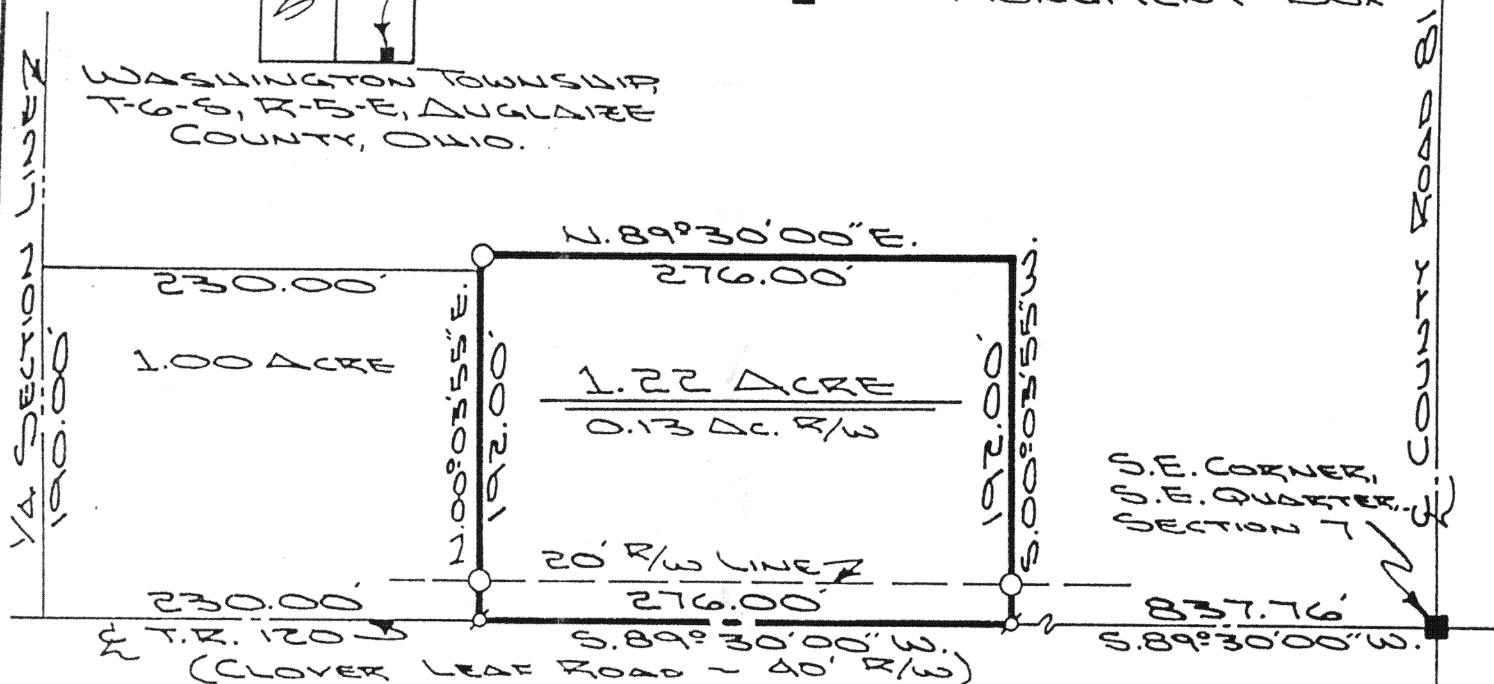 MONUMENT BOX
WASHINGTON TOWNSHIP,
T-6-S, R-5-E, AUGLAIZE
COUNTY, OHIO.
1/4 SECTION LINE
COUNTY ROAD 81
N. 89°30'00" E.
276.00'
230.00'
190.00'
1.00 ACRE
N. 00°03'55" E.
192.00'
1.22 ACRE
0.13 AC. R/W
192.00'
S. 00°03'55" W.
S.E. CORNER,
S.E. QUARTER,
SECTION 7
20' R/W LINE
230.00'
276.00'
837.76'
℄ T.R. 120
S. 89°30'00" W.
S. 89°30'00" W.
(CLOVER LEAF ROAD ~ 40' R/W)
℄